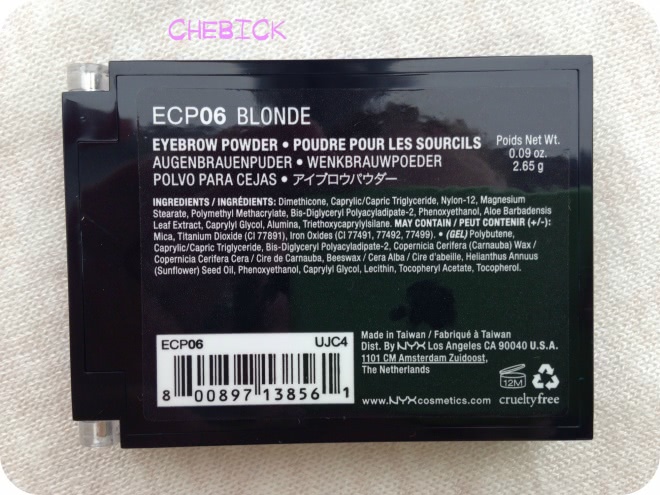 CHEBICK
ECP06 BLONDE
EYEBROW POWDER • POUDRE POUR LES SOURCILS
AUGENBRAUENPUDER • WENKBRAUWPOEDER
POLVO PARA CEJAS • アイブロウパウダー
Poids Net Wt.
0.09 oz.
2.65 g
INGREDIENTS / INGRÉDIENTS: Dimethicone, Caprylic/Capric Triglyceride, Nylon-12, Magnesium
Stearate, Polymethyl Methacrylate, Bis-Diglyceryl Polyacyladipate-2, Phenoxyethanol, Aloe Barbadensis
Leaf Extract, Caprylyl Glycol, Alumina, Triethoxycaprylylsilane. MAY CONTAIN / PEUT CONTENIR (+/-):
Mica, Titanium Dioxide (CI 77891), Iron Oxides (CI 77491, 77492, 77499). • (GEL) Polybutene,
Caprylic/Capric Triglyceride, Bis-Diglyceryl Polyacyladipate-2, Copernicia Cerifera (Carnauba) Wax /
Copernicia Cerifera Cera / Cire de Carnauba, Beeswax / Cera Alba / Cire d'abeille, Helianthus Annuus
(Sunflower) Seed Oil, Phenoxyethanol, Caprylyl Glycol, Lecithin, Tocopheryl Acetate, Tocopherol.
ECP06 UJC4
8 00897 13856 1
Made in Taiwan / Fabriqué à Taiwan
Dist. By NYX Los Angeles CA 90040 U.S.A.
1101 CM Amsterdam Zuidoost,
The Netherlands
12M
www.NYXcosmetics.com crueltyfree